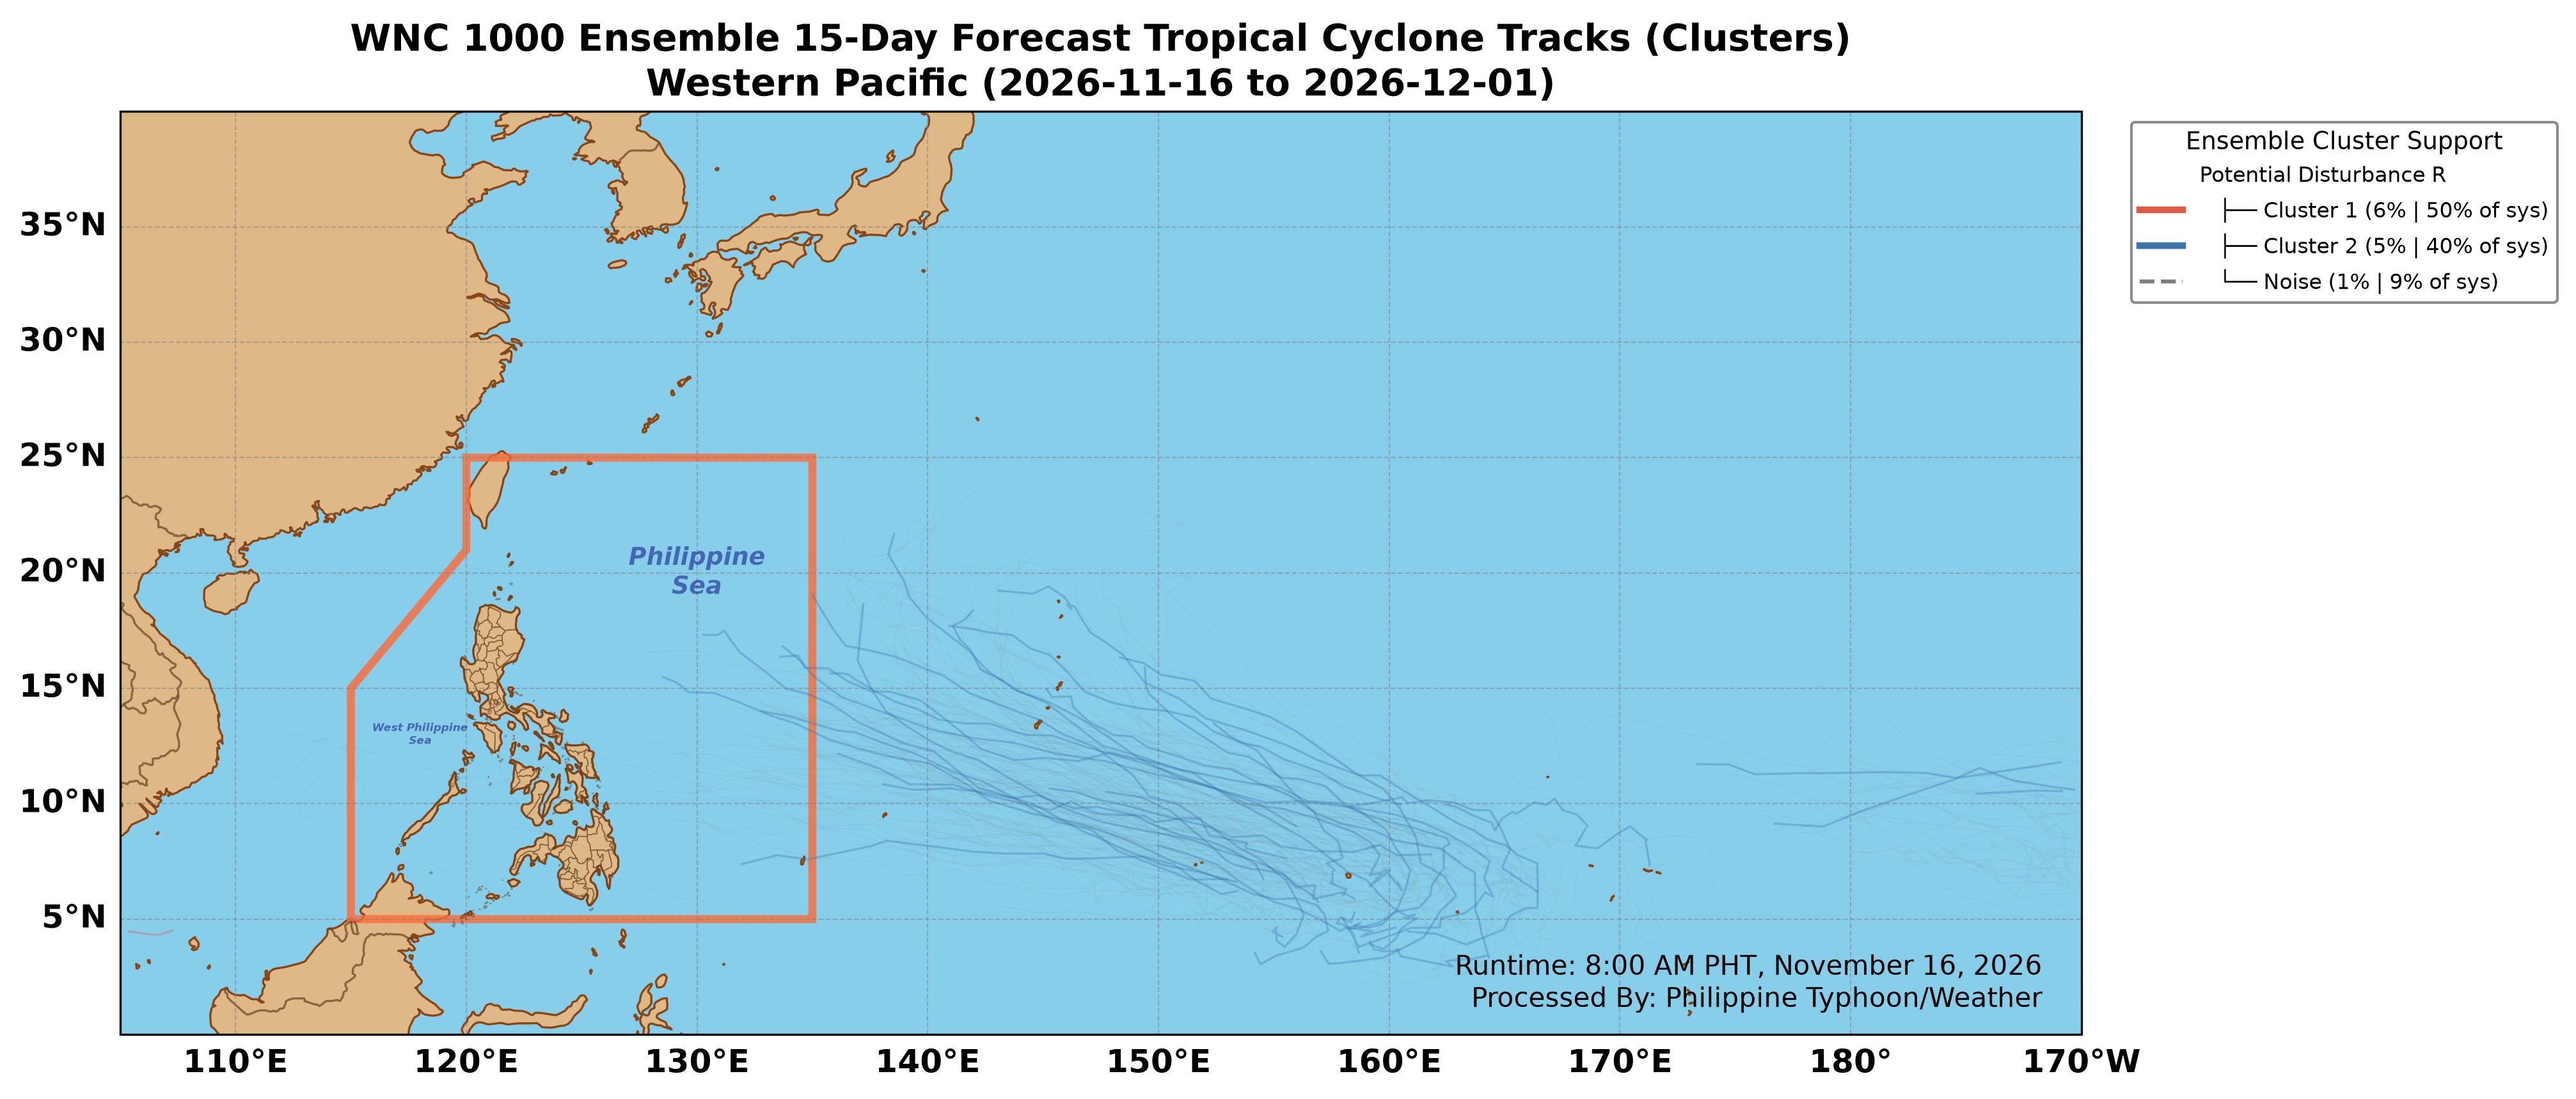 WNC 1000 Ensemble 15-Day Forecast Tropical Cyclone Tracks (Clusters)
Western Pacific (2026-11-16 to 2026-12-01)
Ensemble Cluster Support
Potential Disturbance R
├── Cluster 1 (6% | 50% of sys)
├── Cluster 2 (5% | 40% of sys)
└── Noise (1% | 9% of sys)
35°N
30°N
25°N
20°N
15°N
10°N
5°N
Philippine
Sea
West Philippine
Sea
Runtime: 8:00 AM PHT, November 16, 2026
Processed By: Philippine Typhoon/Weather
110°E
120°E
130°E
140°E
150°E
160°E
170°E
180°
170°W